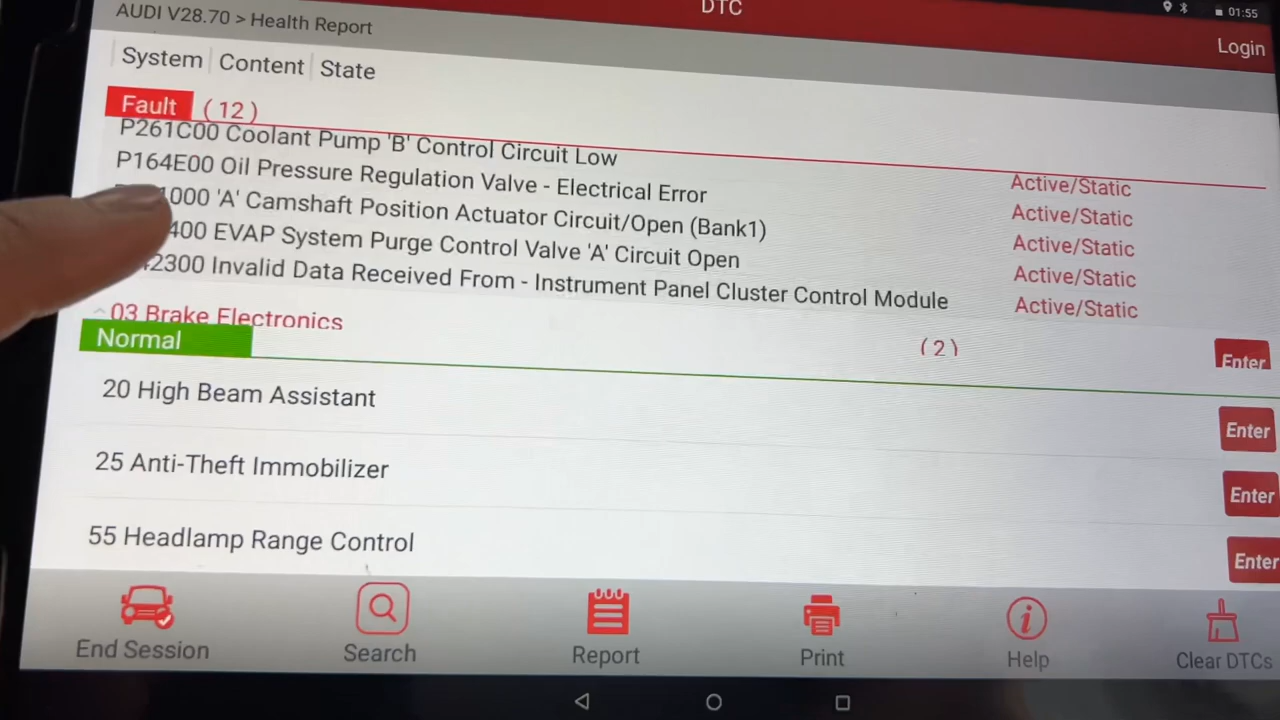 DTC
01:55
AUDI V28.70 > Health Report
Login
System Content State
Fault (12)
P261C00 Coolant Pump 'B' Control Circuit Low
P164E00 Oil Pressure Regulation Valve - Electrical Error Active/Static
000 'A' Camshaft Position Actuator Circuit/Open (Bank1) Active/Static
400 EVAP System Purge Control Valve 'A' Circuit Open Active/Static
2300 Invalid Data Received From - Instrument Panel Cluster Control Module Active/Static
Active/Static
03 Brake Electronics (2) Enter
Normal
20 High Beam Assistant Enter
25 Anti-Theft Immobilizer Enter
55 Headlamp Range Control Enter
End Session Search Report Print Help Clear DTCs